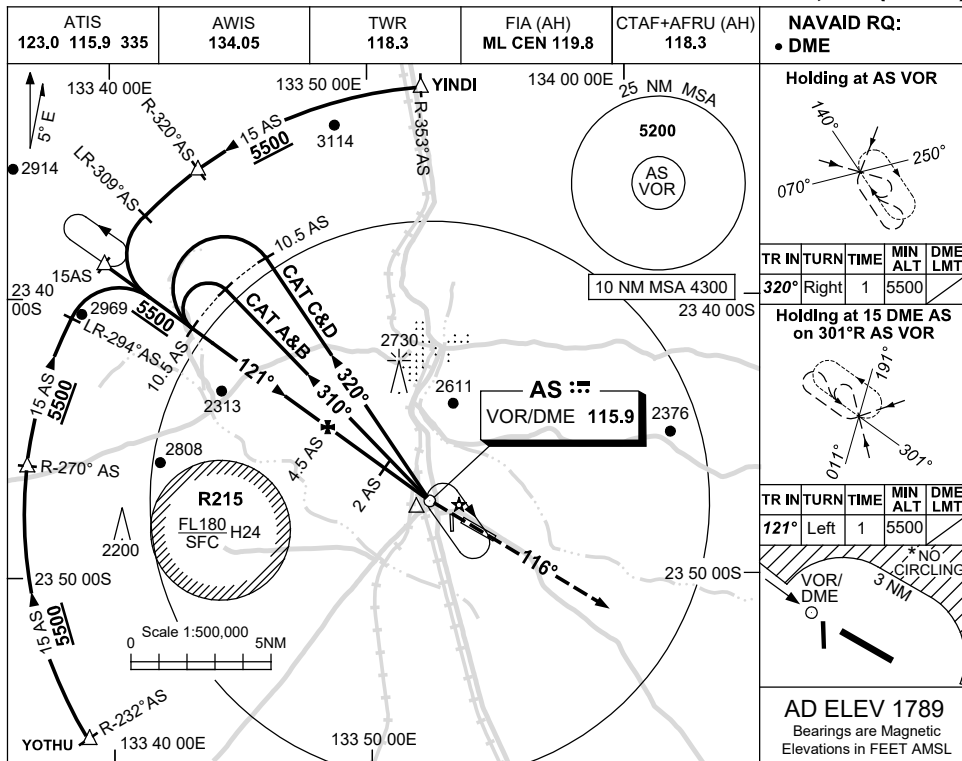 ATIS
123.0 115.9 335
AWIS
134.05
TWR
118.3
FIA (AH)
ML CEN 119.8
CTAF+AFRU (AH)
118.3
NAVAID RQ:
• DME
133 40 00E
133 50 00E
134 00 00E
YINDI
5° E
R-320°AS
15 AS
5500
R-353°AS
3114
2914
LR-309°AS
25 NM MSA
5200
AS
VOR
10 NM MSA 4300
15AS
10.5 AS
CAT C&D
CAT A&B
23 40
00S
23 40
00S
2969
5500
LR-294°AS
10.5 AS
121°
310°
320°
2730
2313
2611
AS
VOR/DME 115.9
2376
15 AS
5500
4.5 AS
2 AS
R-270° AS
2808
R215
FL180
SFC
H24
2200
116°
23 50 00S
23 50 00S
15 AS
5500
Scale 1:500,000
0 5NM
R-232°AS
YOTHU
133 40 00E
133 50 00E
Holding at AS VOR
140°
250°
070°
TR IN TURN TIME MIN ALT DME LMT
320° Right 1 5500
Holding at 15 DME AS
on 301°R AS VOR
191°
011°
301°
TR IN TURN TIME MIN ALT DME LMT
121° Left 1 5500
*NO
CIRCLING
VOR/
DME
3 NM
AD ELEV 1789
Bearings are Magnetic
Elevations in FEET AMSL